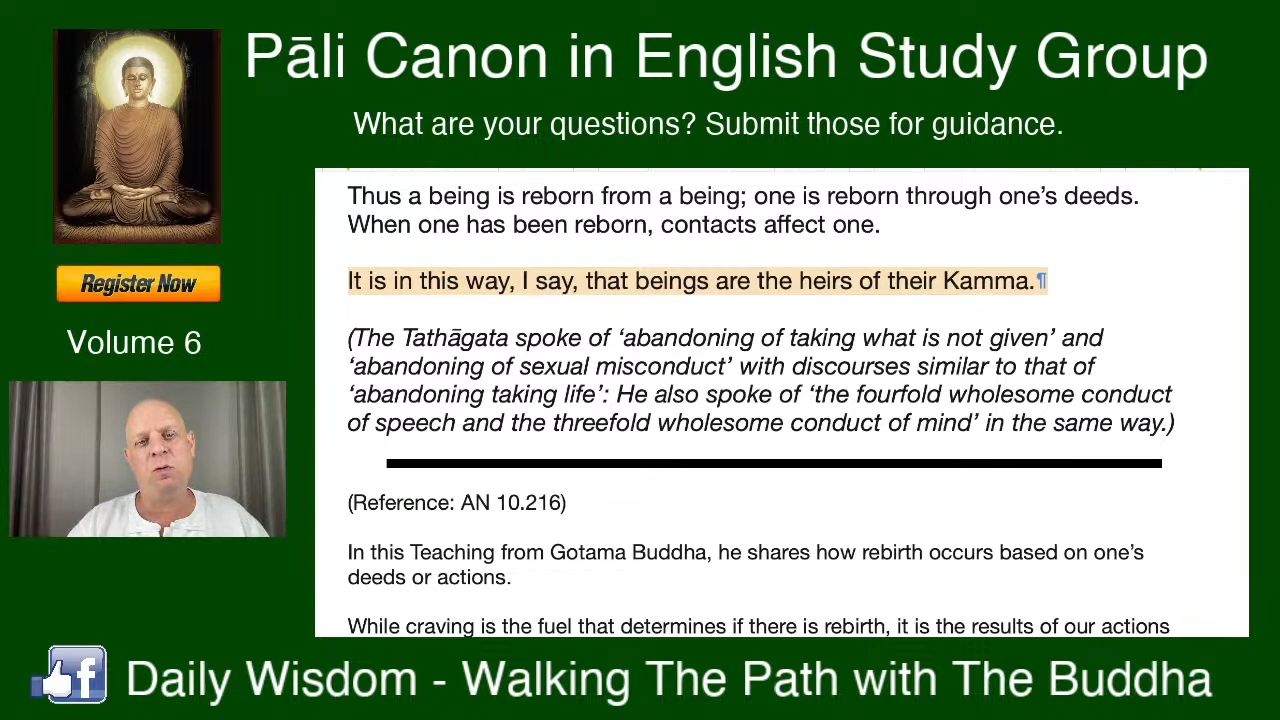 Pāli Canon in English Study Group
What are your questions? Submit those for guidance.
Register Now
Volume 6
Thus a being is reborn from a being; one is reborn through one’s deeds.
When one has been reborn, contacts affect one.
It is in this way, I say, that beings are the heirs of their Kamma.¶
(The Tathāgata spoke of ‘abandoning of taking what is not given’ and
‘abandoning of sexual misconduct’ with discourses similar to that of
‘abandoning taking life’: He also spoke of ‘the fourfold wholesome conduct
of speech and the threefold wholesome conduct of mind’ in the same way.)
(Reference: AN 10.216)
In this Teaching from Gotama Buddha, he shares how rebirth occurs based on one’s
deeds or actions.
While craving is the fuel that determines if there is rebirth, it is the results of our actions
f
Daily Wisdom - Walking The Path with The Buddha